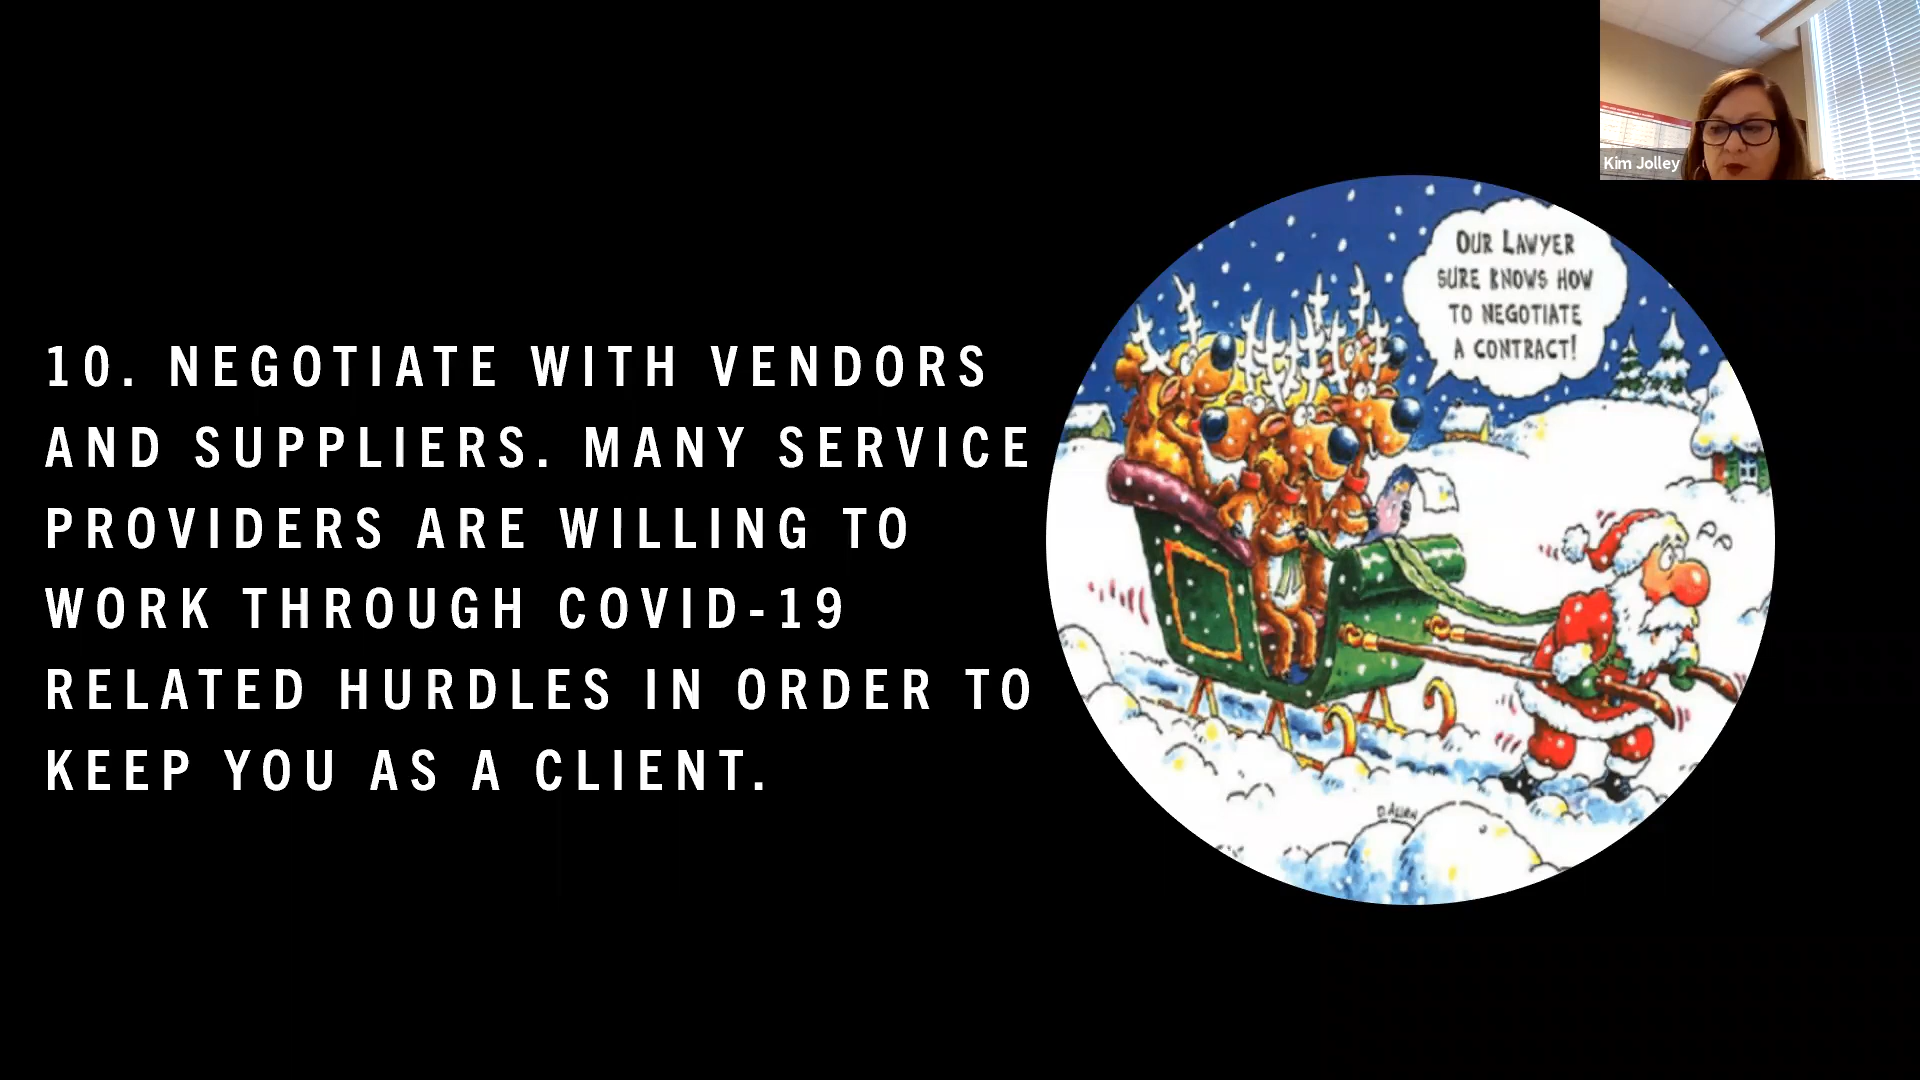 Kim Jolley
OUR LAWYER
SURE KNOWS HOW
TO NEGOTIATE
A CONTRACT!
10. NEGOTIATE WITH VENDORS
AND SUPPLIERS. MANY SERVICE
PROVIDERS ARE WILLING TO
WORK THROUGH COVID-19
RELATED HURDLES IN ORDER TO
KEEP YOU AS A CLIENT.
D. ALLEN